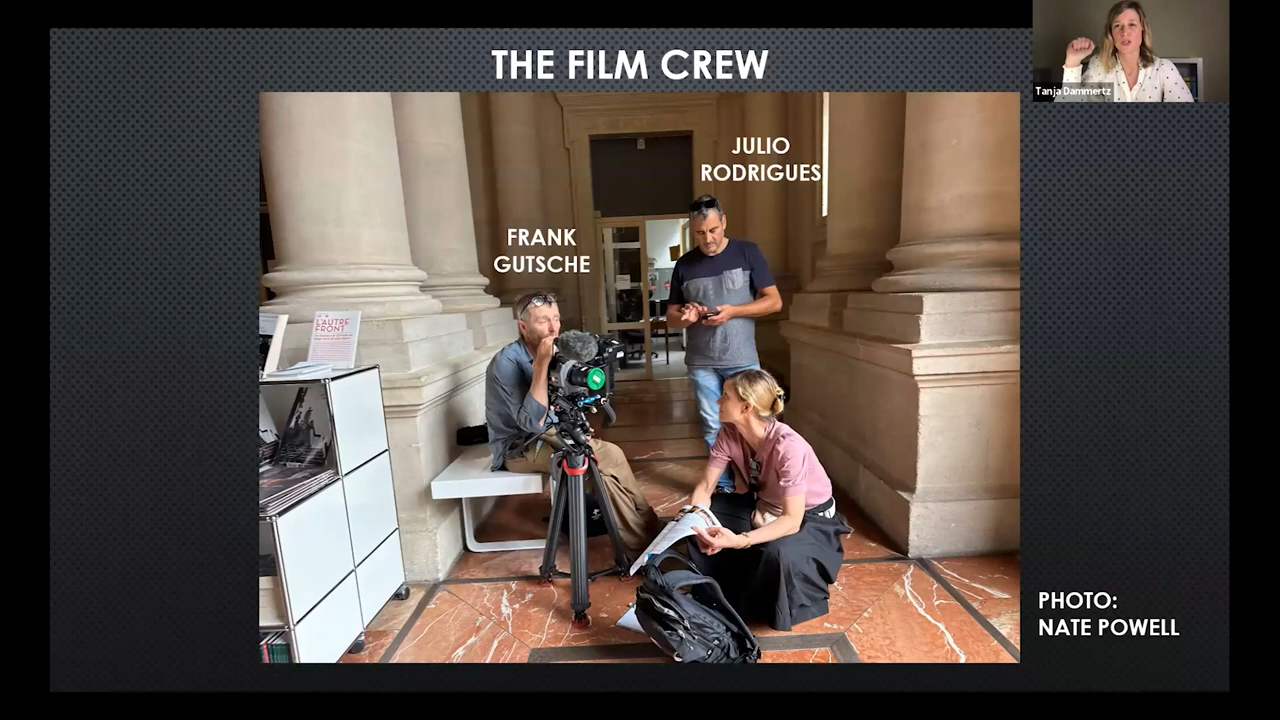 THE FILM CREW
Tanja Dammertz
JULIO
RODRIGUES
FRANK
GUTSCHE
L'AUTRE
FRONT
PHOTO:
NATE POWELL